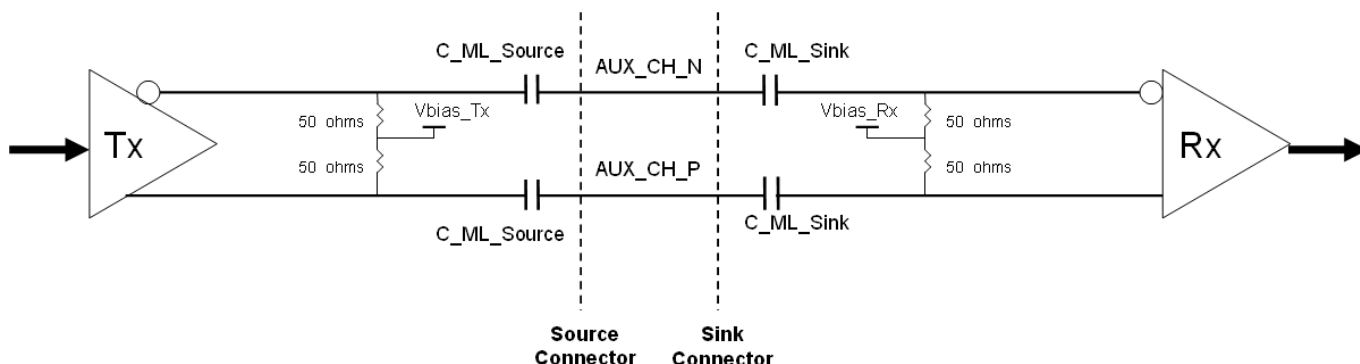 C_ML_Source
C_ML_Sink
AUX_CH_N
Vbias_Tx
Vbias_Rx
50 ohms
50 ohms
Tx
Rx
50 ohms
50 ohms
AUX_CH_P
C_ML_Source
C_ML_Sink
Source
Connector
Sink
Connector